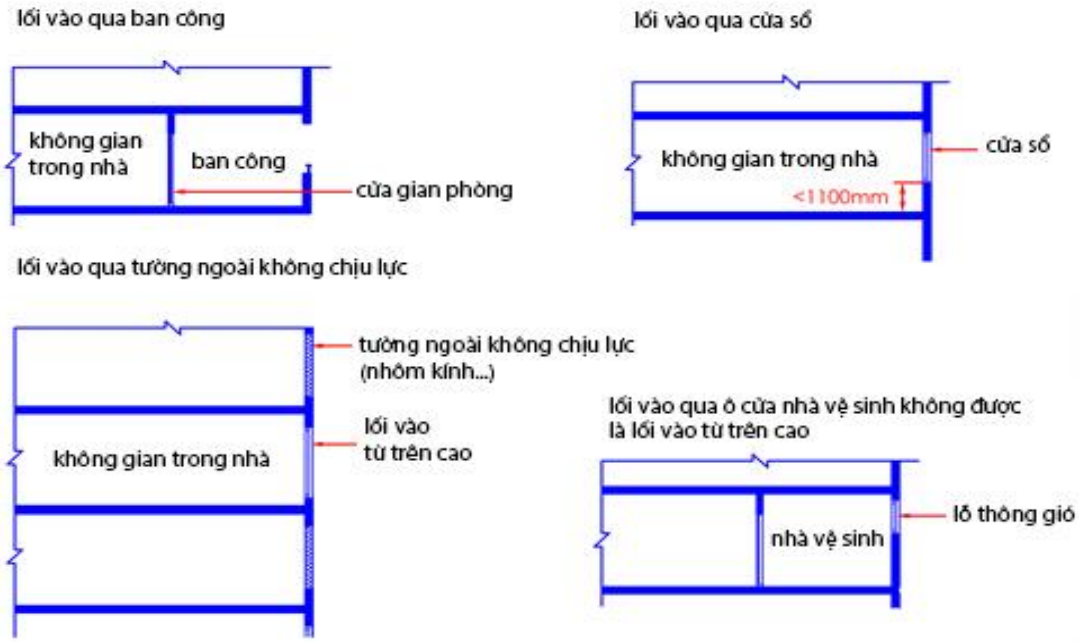 lối vào qua ban công
không gian
trong nhà
ban công
cửa gian phòng
lối vào qua cửa sổ
không gian trong nhà
cửa sổ
<1100mm
lối vào qua tường ngoài không chịu lực
tường ngoài không chịu lực
(nhôm kính...)
lối vào
từ trên cao
không gian trong nhà
lối vào qua ô cửa nhà vệ sinh không được
là lối vào từ trên cao
lỗ thông gió
nhà vệ sinh